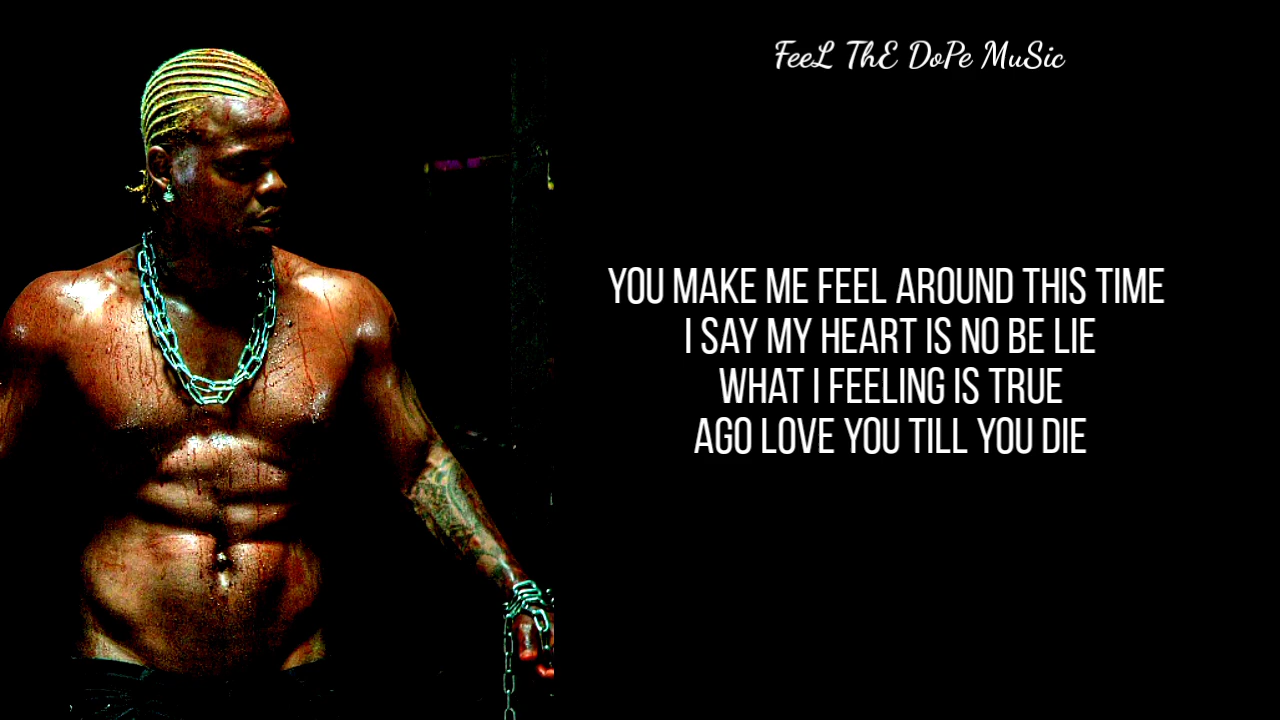 FeeL ThE DoPe MuSic
YOU MAKE ME FEEL AROUND THIS TIME
I SAY MY HEART IS NO BE LIE
WHAT I FEELING IS TRUE
AGO LOVE YOU TILL YOU DIE